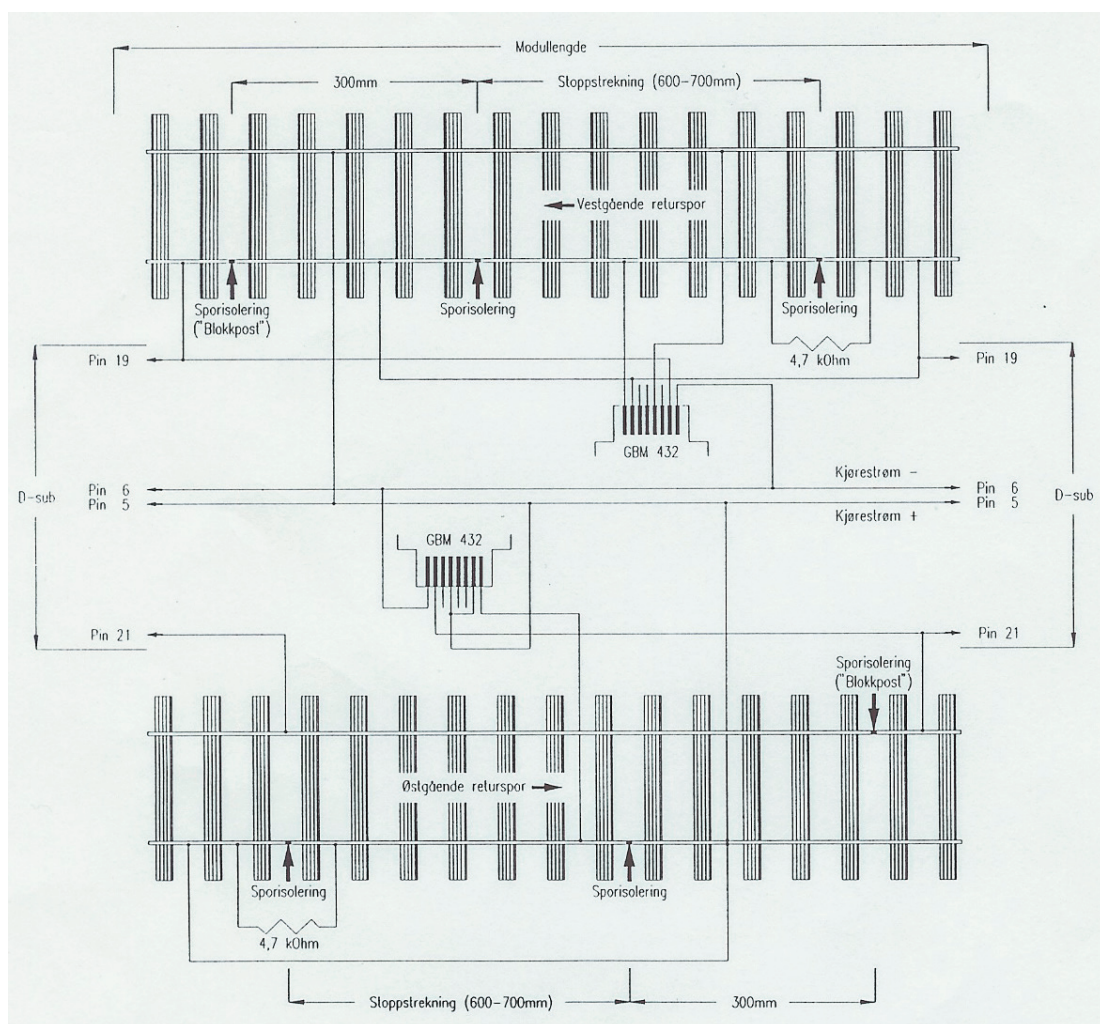 Modullengde
300mm
Stoppstrekning (600-700mm)
Vestgående returspor
Sporisolering
("Blokkpost")
Sporisolering
Sporisolering
Pin 19
4,7 kOhm
Pin 19
GBM 432
Kjørestrøm -
D-sub
Pin 6
Pin 5
Pin 6
Pin 5
D-sub
Kjørestrøm +
GBM 432
Pin 21
Pin 21
Sporisolering
("Blokkpost")
Østgående returspor
Sporisolering
Sporisolering
4,7 kOhm
Stoppstrekning (600-700mm)
300mm